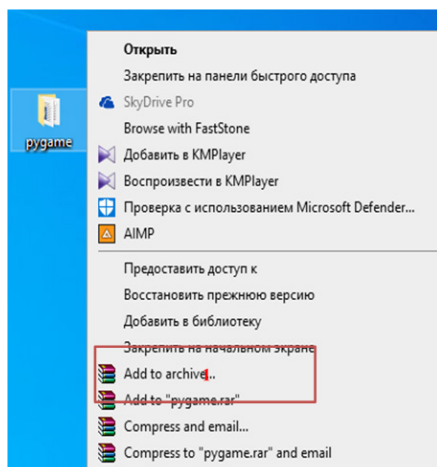 Открыть
Закрепить на панели быстрого доступа
SkyDrive Pro
pygame
Browse with FastStone
Добавить в KMPlayer
Воспроизвести в KMPlayer
Проверка с использованием Microsoft Defender...
AIMP
Предоставить доступ к
Восстановить прежнюю версию
Добавить в библиотеку
Закрепить на начальном экране
Add to archive...
Add to "pygame.rar"
Compress and email...
Compress to "pygame.rar" and email